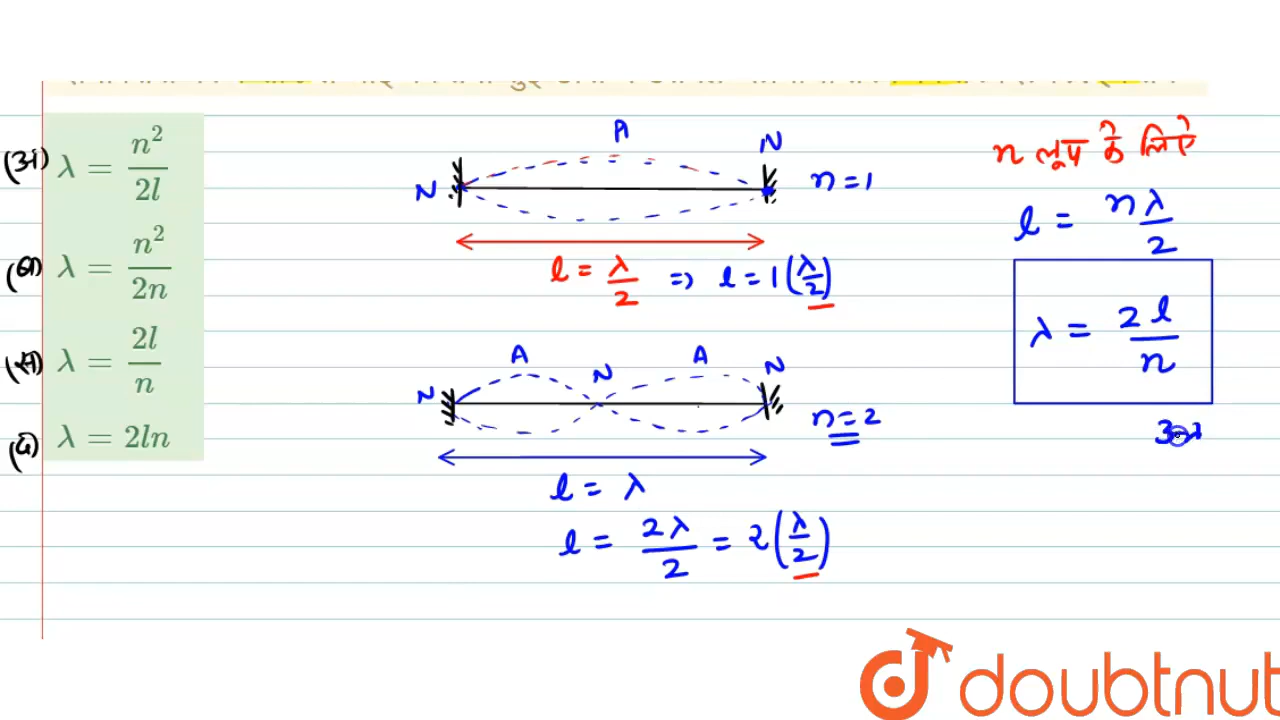 (अ) λ = n²/2l
(ब) λ = n²/2n
(स) λ = 2l/n
(द) λ = 2ln
A
N N
n = 1
l = λ/2 ⇒ l = 1(λ/2)
A N A N
N
n = 2
l = λ
l = 2λ/2 = 2(λ/2)
n लूप के लिए
l = nλ/2
λ = 2l/n
doubtnut